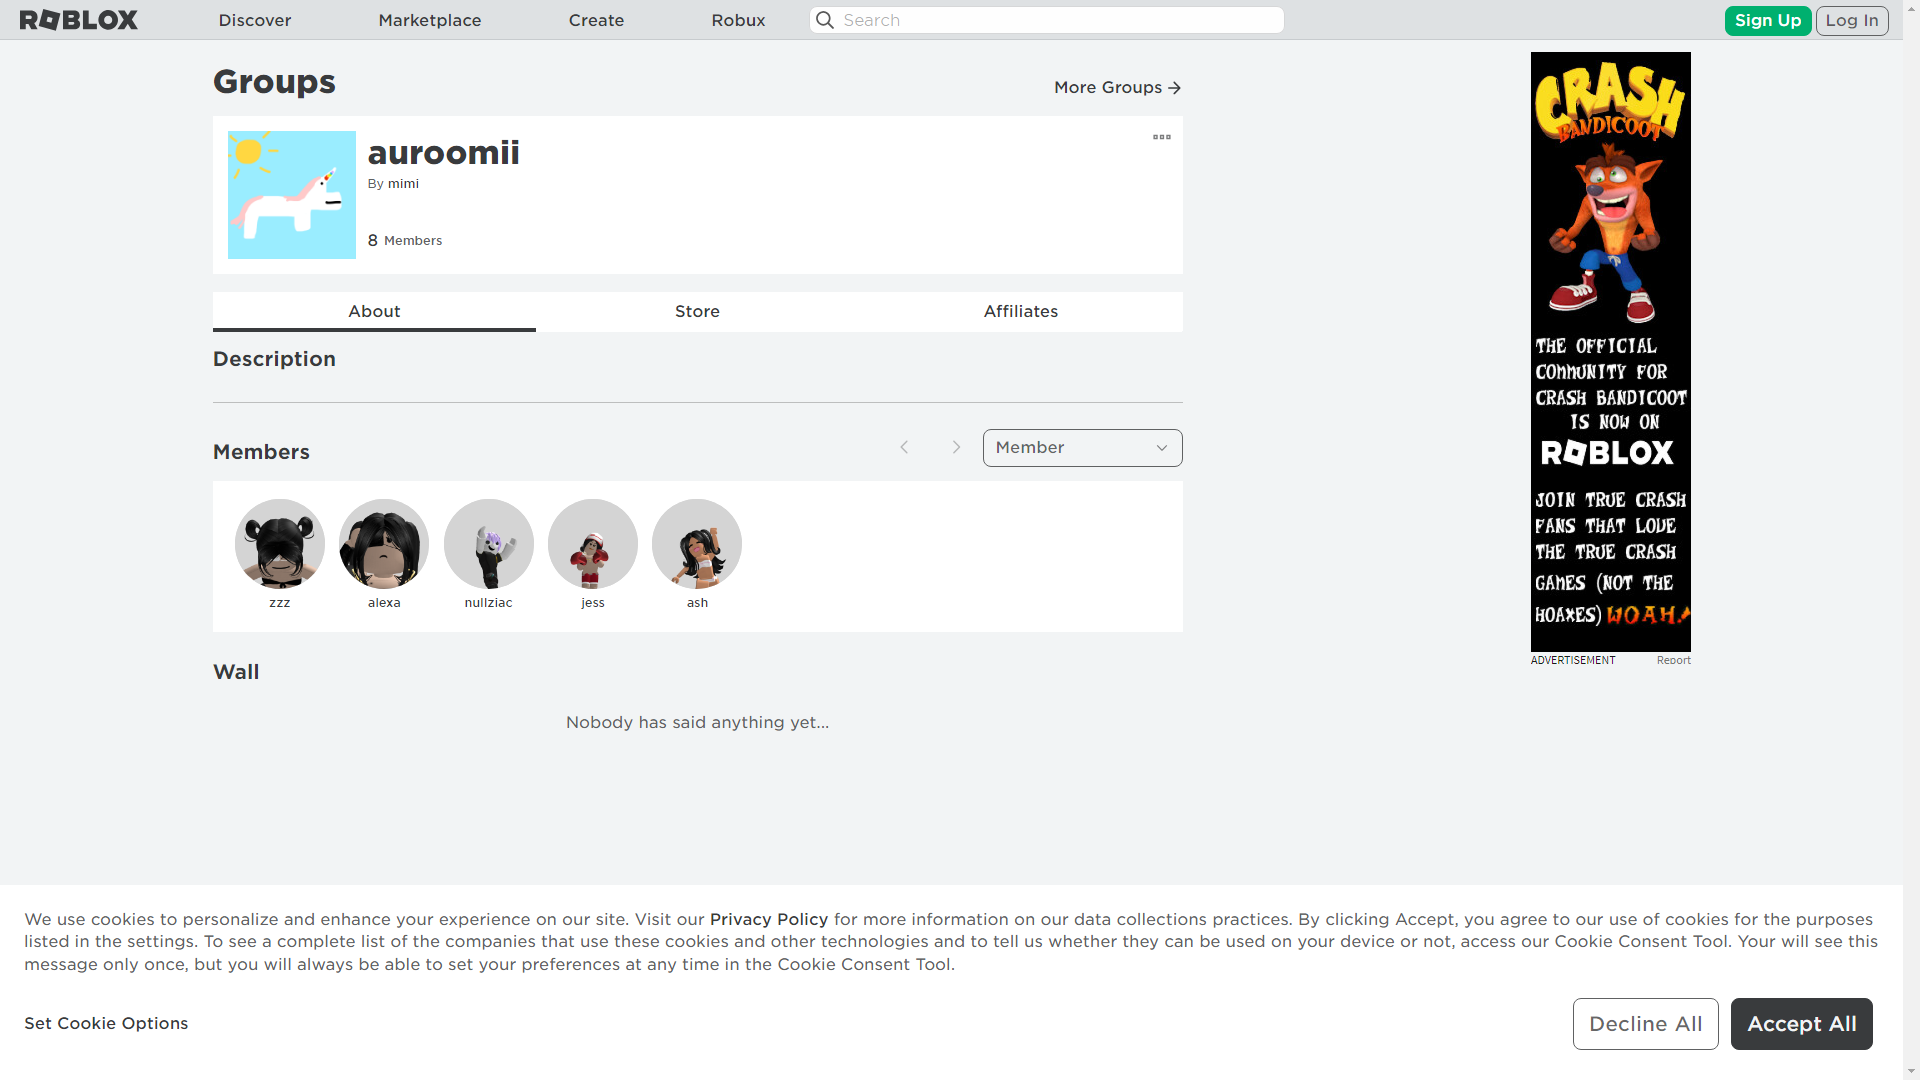 ROBLOX
Discover
Marketplace
Create
Robux
Search
Sign Up
Log In
Groups
More Groups
auroomii
By mimi
8 Members
About
Store
Affiliates
Description
Members
Member
zzz
alexa
nullziac
jess
ash
Wall
Nobody has said anything yet...
CRASH
BANDICOOT
THE OFFICIAL
COMMUNITY FOR
CRASH BANDICOOT
IS NOW ON
ROBLOX
JOIN TRUE CRASH
FANS THAT LOVE
THE TRUE CRASH
GAMES (NOT THE
HOAXES) WOAH!
ADVERTISEMENT
Report
We use cookies to personalize and enhance your experience on our site. Visit our Privacy Policy for more information on our data collections practices. By clicking Accept, you agree to our use of cookies for the purposes
listed in the settings. To see a complete list of the companies that use these cookies and other technologies and to tell us whether they can be used on your device or not, access our Cookie Consent Tool. Your will see this
message only once, but you will always be able to set your preferences at any time in the Cookie Consent Tool.
Set Cookie Options
Decline All
Accept All